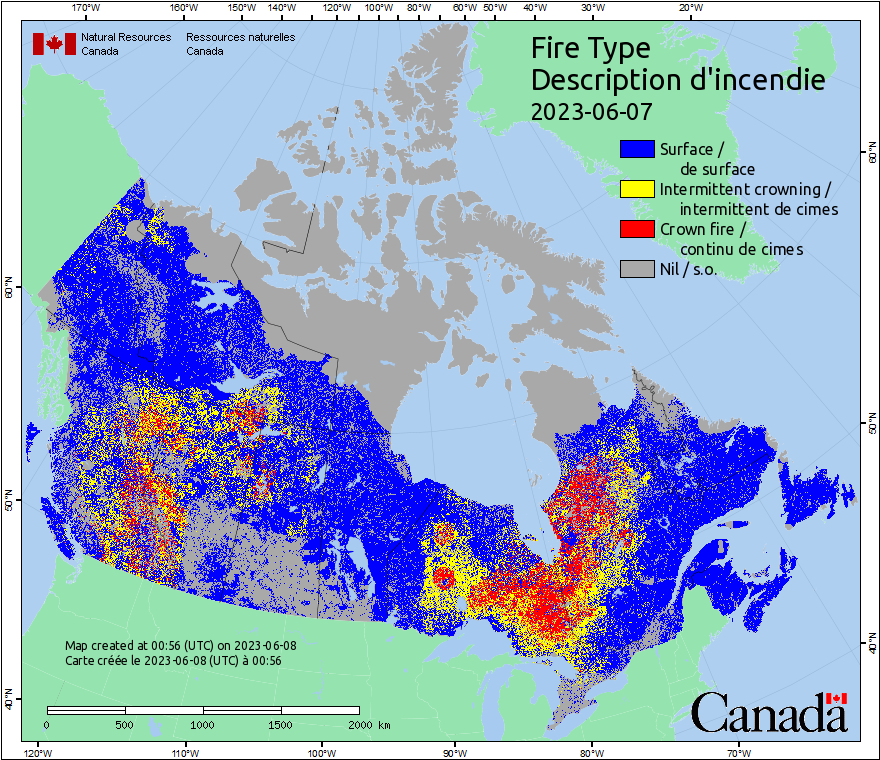 170°W 160°W 150°W 140°W 130°W 120°W 110°W 100°W 90°W 80°W 70°W 60°W 50°W 40°W 30°W 20°W
Natural Resources Ressources naturelles
Canada Canada
Fire Type
Description d'incendie
2023-06-07
Surface /
de surface
Intermittent crowning /
intermittent de cimes
Crown fire /
continu de cimes
Nil / s.o.
60°N
60°N
50°N
50°N
40°N
40°N
Map created at 00:56 (UTC) on 2023-06-08
Carte créée le 2023-06-08 (UTC) à 00:56
0 500 1000 1500 2000 km
Canada
120°W 110°W 100°W 90°W 80°W 70°W